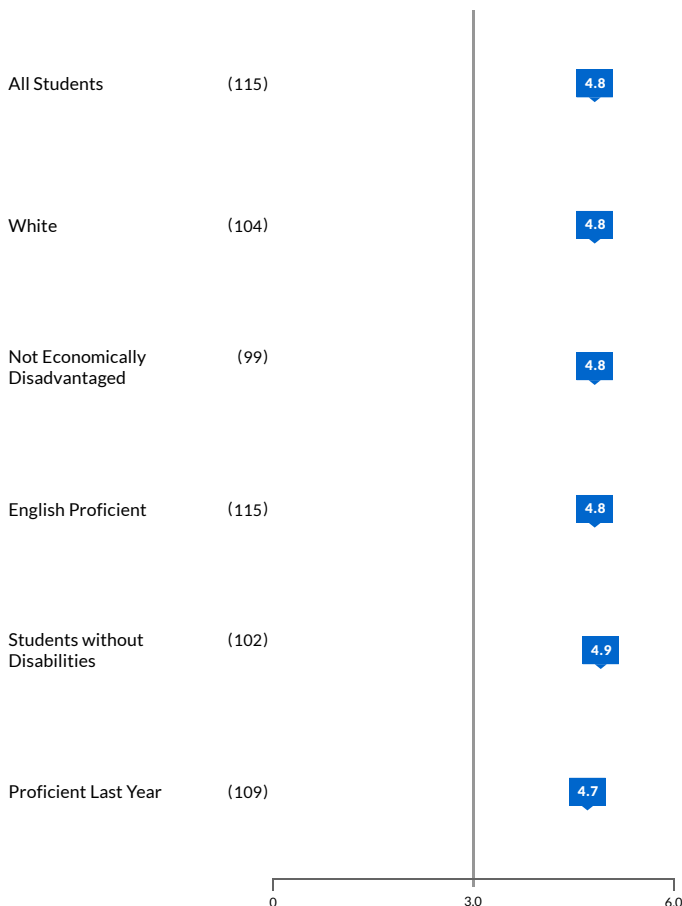 All Students (115) 4.8
White (104) 4.8
Not Economically (99) 4.8
Disadvantaged
English Proficient (115) 4.8
Students without (102) 4.9
Disabilities
Proficient Last Year (109) 4.7
0 3.0 6.0